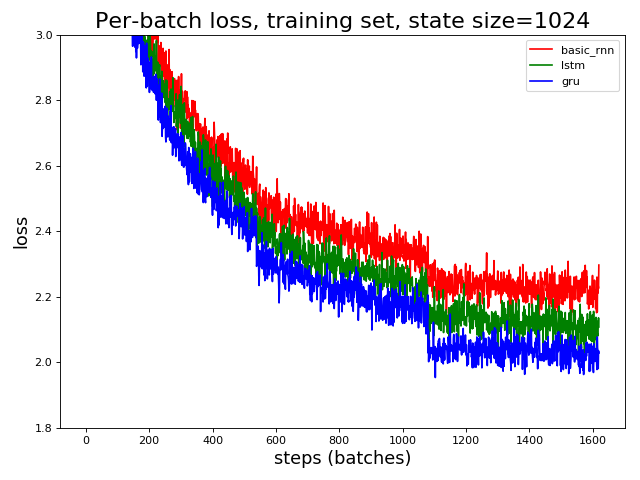 Per-batch loss, training set, state size=1024
3.0
2.8
2.6
2.4
2.2
2.0
1.8
loss
basic_rnn
lstm
gru
0 200 400 600 800 1000 1200 1400 1600
steps (batches)